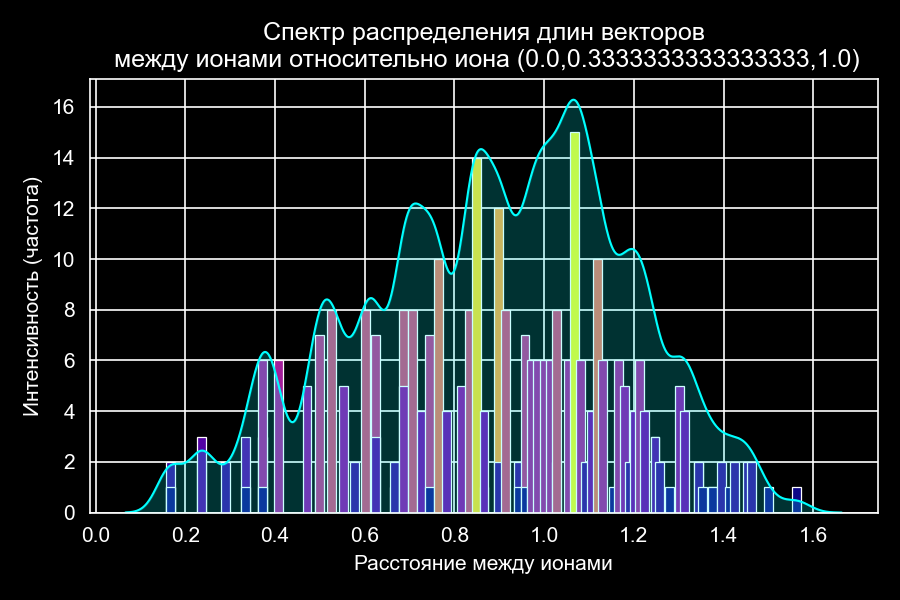 Спектр распределения длин векторов
между ионами относительно иона (0.0,0.3333333333333333,1.0)
Интенсивность (частота)
16
14
12
10
8
6
4
2
0
0.0 0.2 0.4 0.6 0.8 1.0 1.2 1.4 1.6
Расстояние между ионами